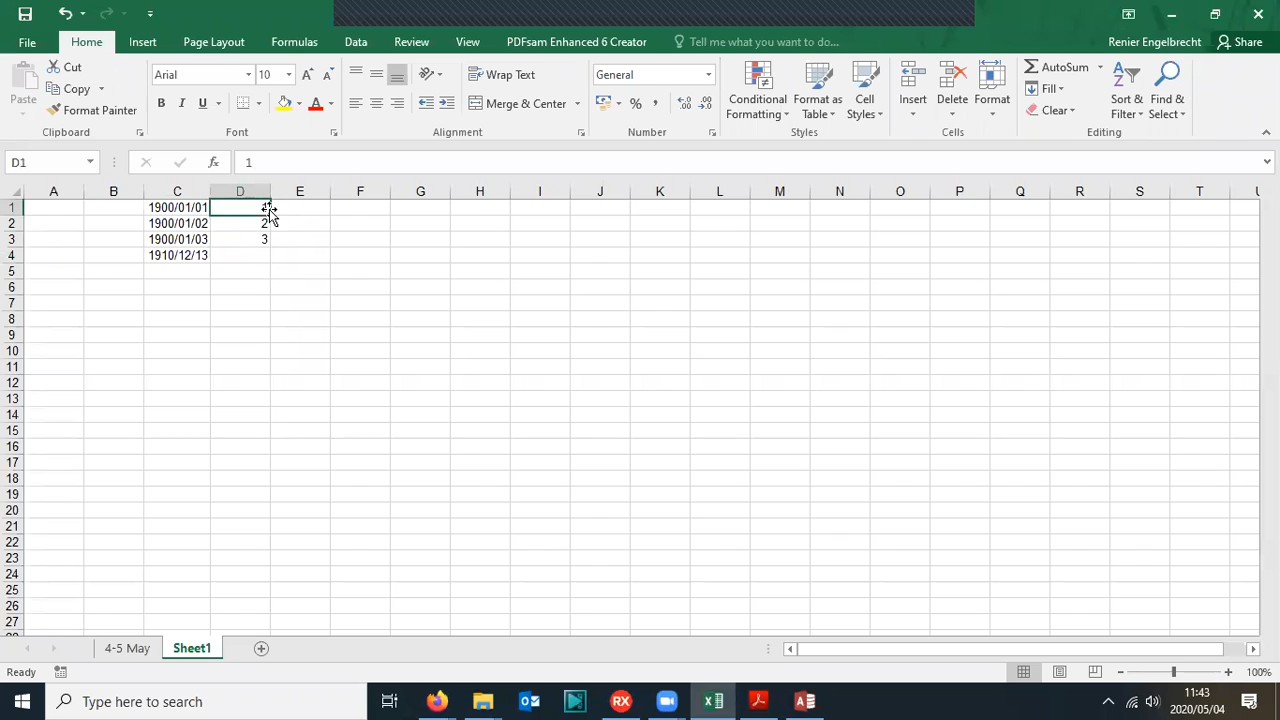 File Home Insert Page Layout Formulas Data Review View PDFsam Enhanced 6 Creator Tell me what you want to do... Renier Engelbrecht Share
Paste Cut Copy Format Painter
Arial 10 B I U A
Wrap Text Merge & Center
General %
Conditional Formatting Format as Table Cell Styles
Insert Delete Format
AutoSum Fill Clear Sort & Filter Find & Select
Clipboard Font Alignment Number Styles Cells Editing
D1 fx 1
A B C D E F G H I J K L M N O P Q R S T U
1 1900/01/01
2 1900/01/02 2
3 1900/01/03 3
4 1910/12/13
5
6
7
8
9
10
11
12
13
14
15
16
17
18
19
20
21
22
23
24
25
26
27
4-5 May Sheet1
Ready 100%
Type here to search 11:43
2020/05/04